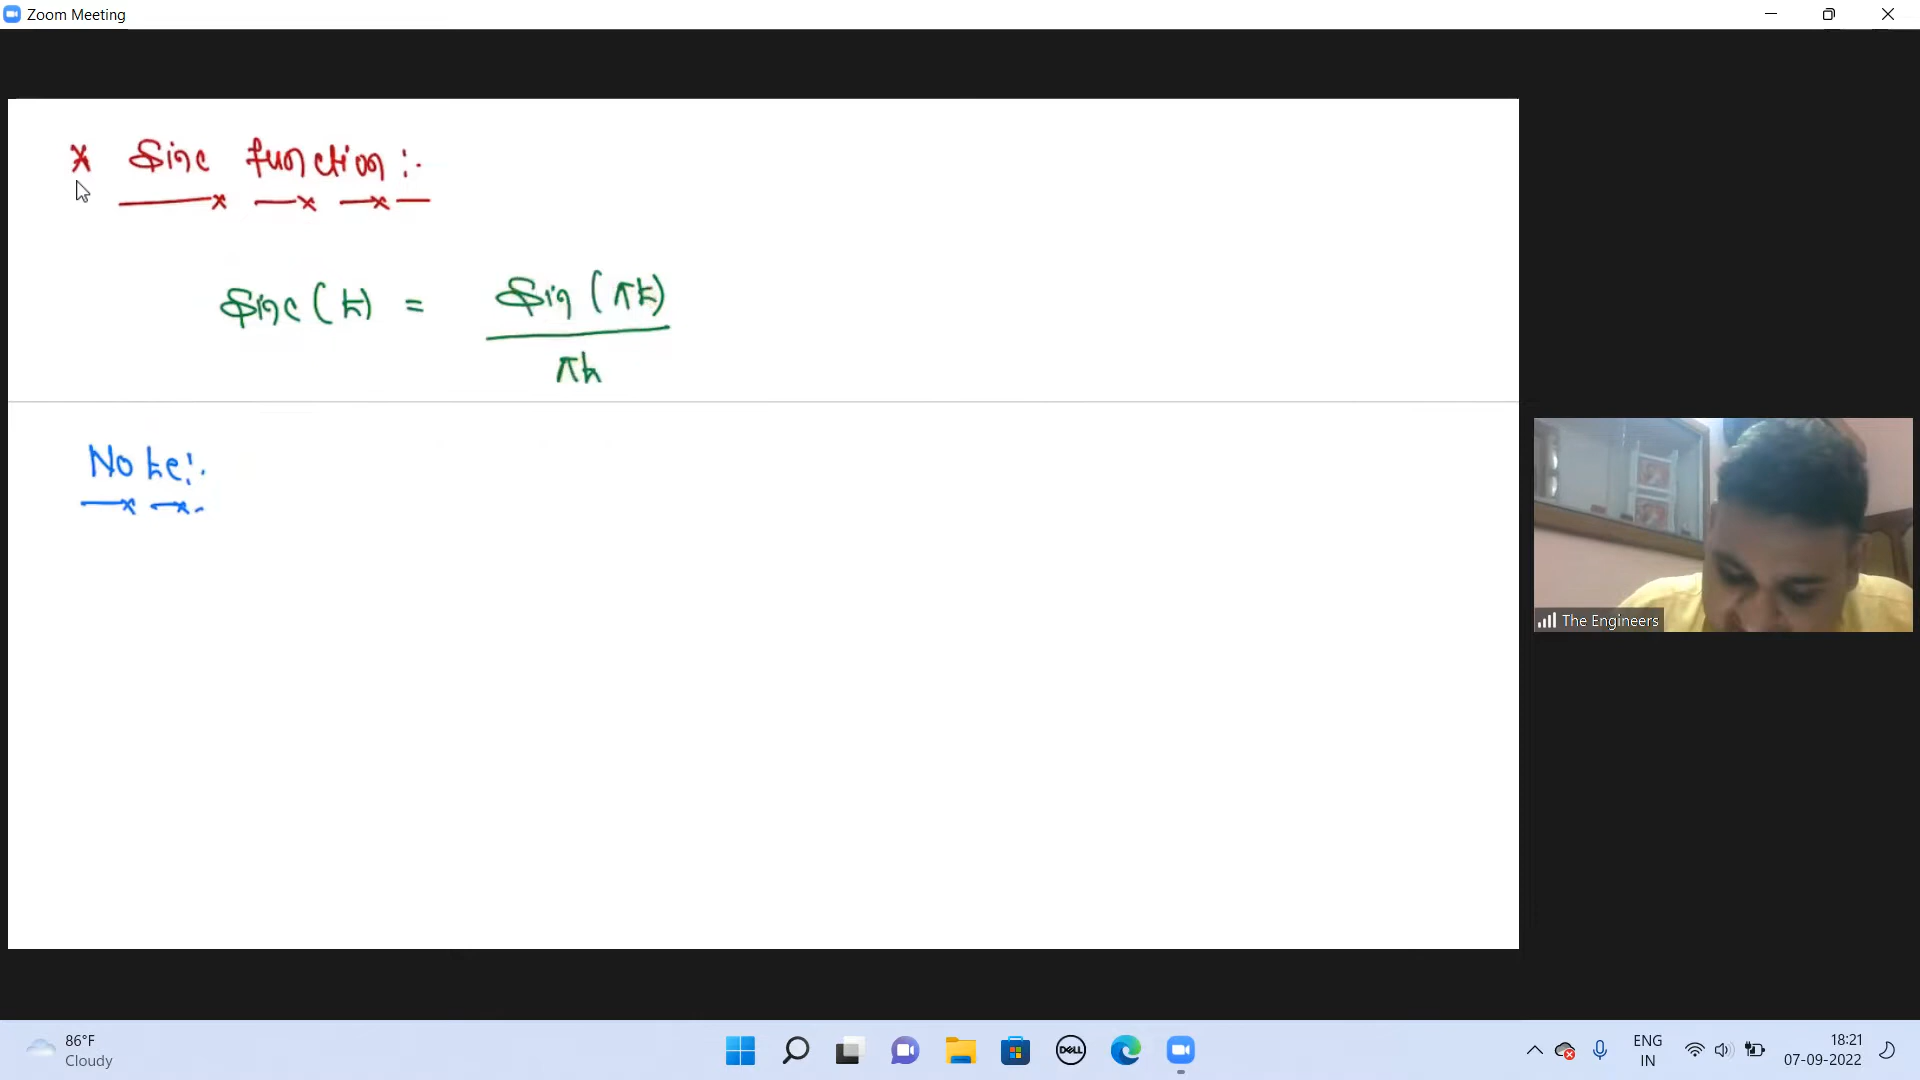 Zoom Meeting
* Sinc function :-
Sinc(t) = Sin(πt)
πt
Note:-
The Engineers
86°F
Cloudy
DELL
ENG
IN
18:21
07-09-2022